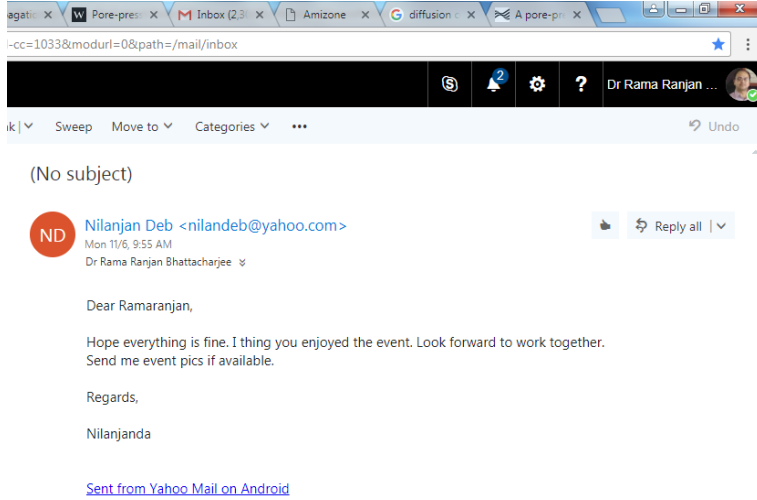 agatic Pore-pres Inbox (2,3 Amizone diffusion c A pore-pre
-cc=1033&modurl=0&path=/mail/inbox
2 ? Dr Rama Ranjan ...
k | Sweep Move to Categories ••• Undo
(No subject)
ND Nilanjan Deb <nilandeb@yahoo.com> Reply all
Mon 11/6, 9:55 AM
Dr Rama Ranjan Bhattacharjee
Dear Ramaranjan,
Hope everything is fine. I thing you enjoyed the event. Look forward to work together.
Send me event pics if available.
Regards,
Nilanjanda
Sent from Yahoo Mail on Android